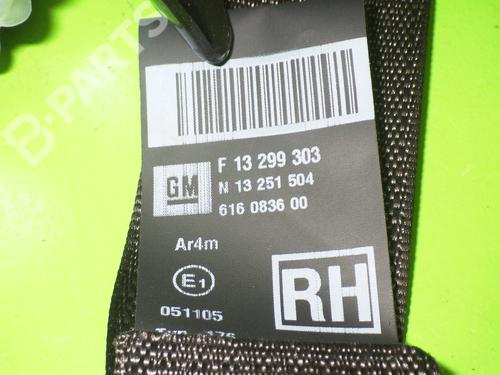 B-PARTS
F 13 299 303
GM
N 13 251 504
616 0836 00
Ar4m
E1
RH
051105